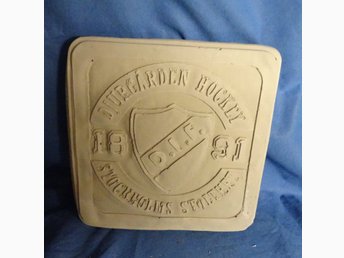 DJURGÅRDEN HOCKEY
18 91
D.I.F.
STOCKHOLMS STOLTHET